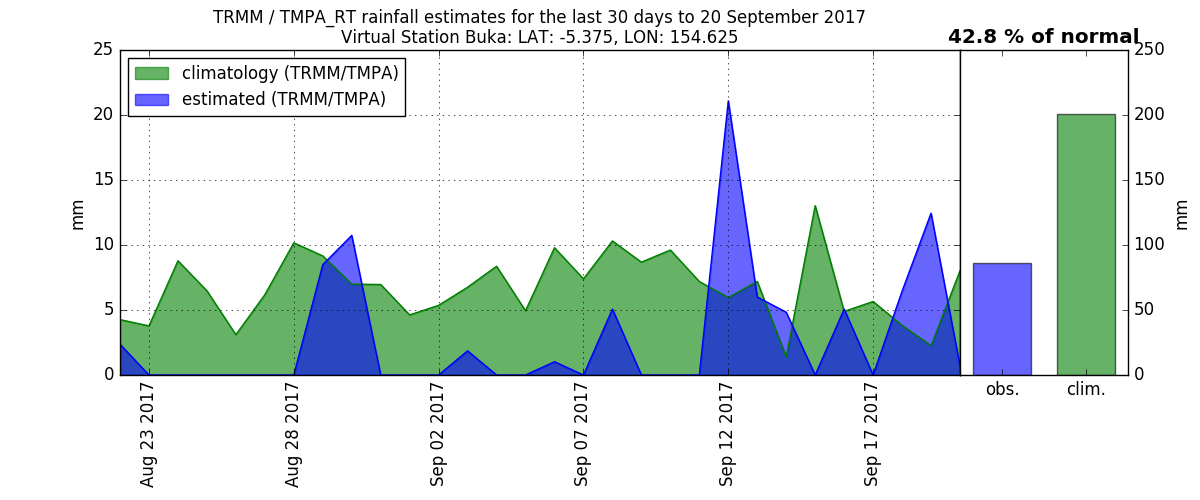 TRMM / TMPA_RT rainfall estimates for the last 30 days to 20 September 2017
Virtual Station Buka: LAT: -5.375, LON: 154.625
42.8 % of normal
climatology (TRMM/TMPA)
estimated (TRMM/TMPA)
25
20
15
10
5
0
mm
250
200
150
100
50
0
mm
Aug 23 2017
Aug 28 2017
Sep 02 2017
Sep 07 2017
Sep 12 2017
Sep 17 2017
obs.
clim.